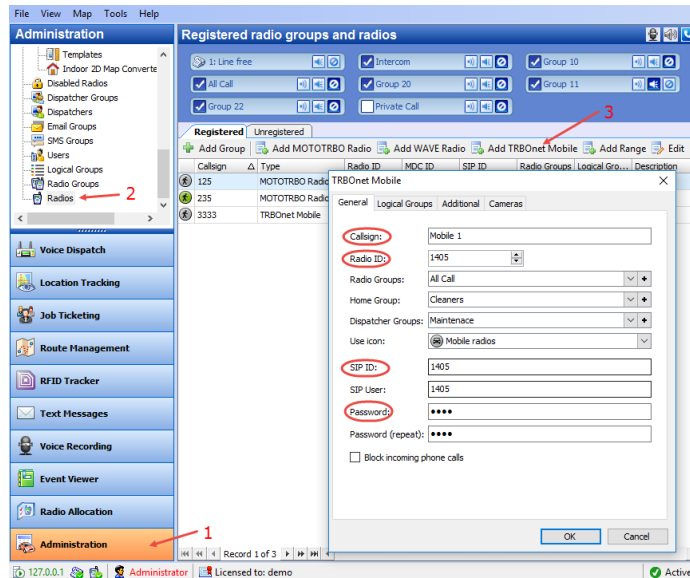 File View Map Tools Help
Administration
Templates
Indoor 2D Map Converte
Disabled Radios
Dispatcher Groups
Dispatchers
Email Groups
SMS Groups
Users
Logical Groups
Radio Groups
Radios
2
Voice Dispatch
Location Tracking
Job Ticketing
Route Management
RFID Tracker
Text Messages
Voice Recording
Event Viewer
Radio Allocation
Administration
1
Registered radio groups and radios
1: Line free
Intercom
Group 10
All Call
Group 20
Group 11
Group 22
Private Call
3
Registered Unregistered
Add Group Add MOTOTRBO Radio Add WAVE Radio Add TRBOnet Mobile Add Range Edit
Callsign Type Radio ID MDC ID SIP ID Radio Groups Logical Gro... Description
125 MOTOTRBO Radio
235 MOTOTRBO Radio
3333 TRBOnet Mobile
TRBOnet Mobile
General Logical Groups Additional Cameras
Callsign: Mobile 1
Radio ID: 1405
Radio Groups: All Call
Home Group: Cleaners
Dispatcher Groups: Maintenace
Use icon: Mobile radios
SIP ID: 1405
SIP User: 1405
Password: ••••
Password (repeat): ••••
Block incoming phone calls
OK Cancel
Record 1 of 3
127.0.0.1 Administrator Licensed to: demo Active